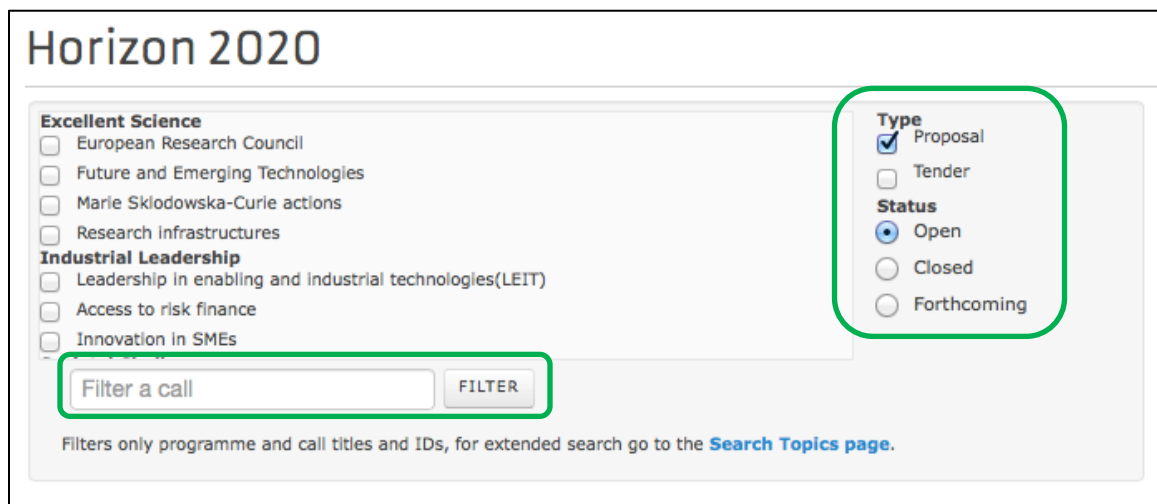 Horizon 2020
Excellent Science
European Research Council
Future and Emerging Technologies
Marie Sklodowska-Curie actions
Research infrastructures
Industrial Leadership
Leadership in enabling and industrial technologies(LEIT)
Access to risk finance
Innovation in SMEs
Type
Proposal
Tender
Status
Open
Closed
Forthcoming
Filter a call
FILTER
Filters only programme and call titles and IDs, for extended search go to the Search Topics page.